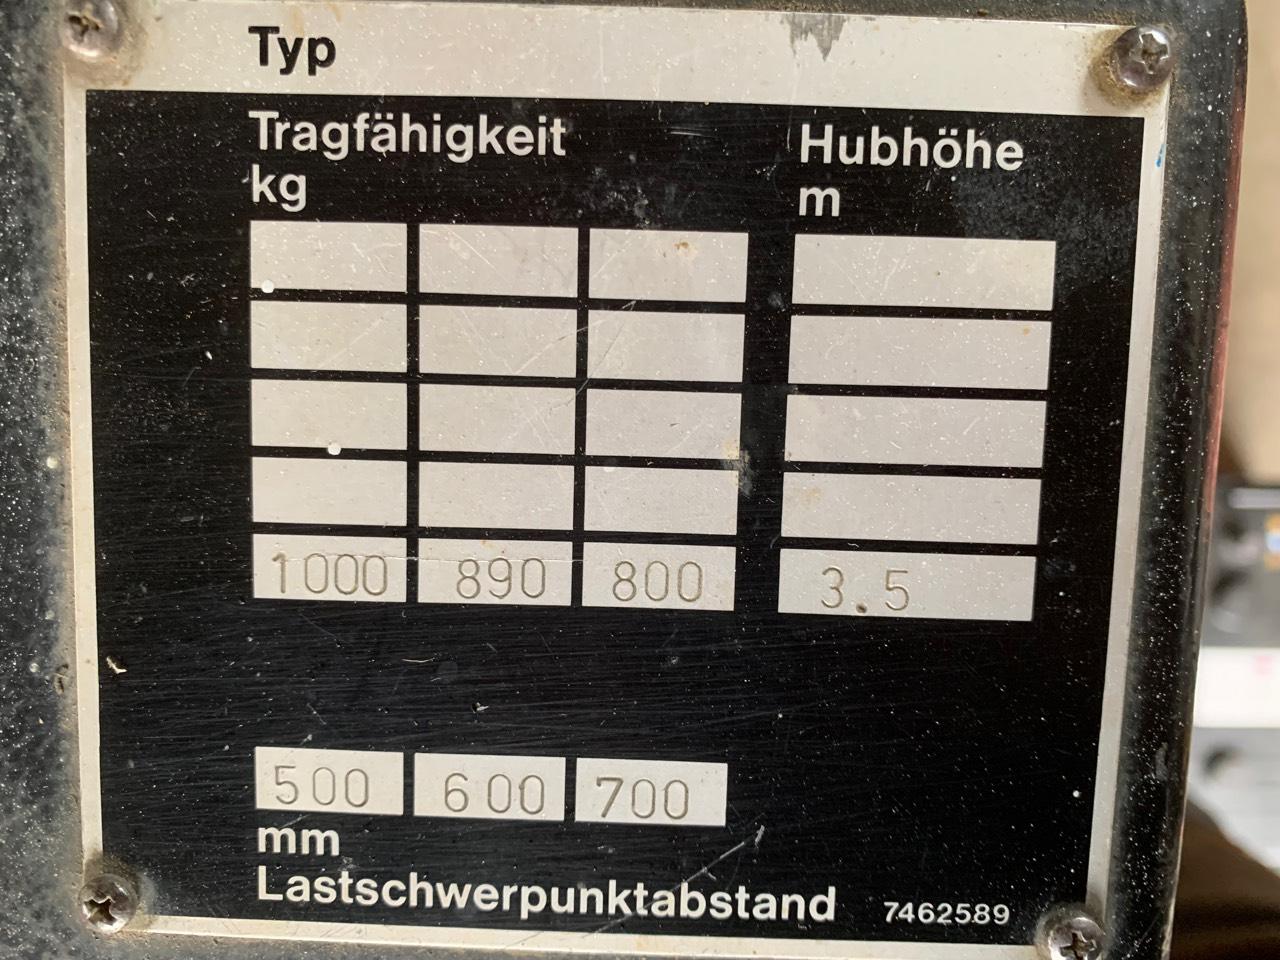 Typ
Tragfähigkeit Hubhöhe
kg m
1000 890 800 3.5
500 600 700
mm
Lastschwerpunktabstand 7462589